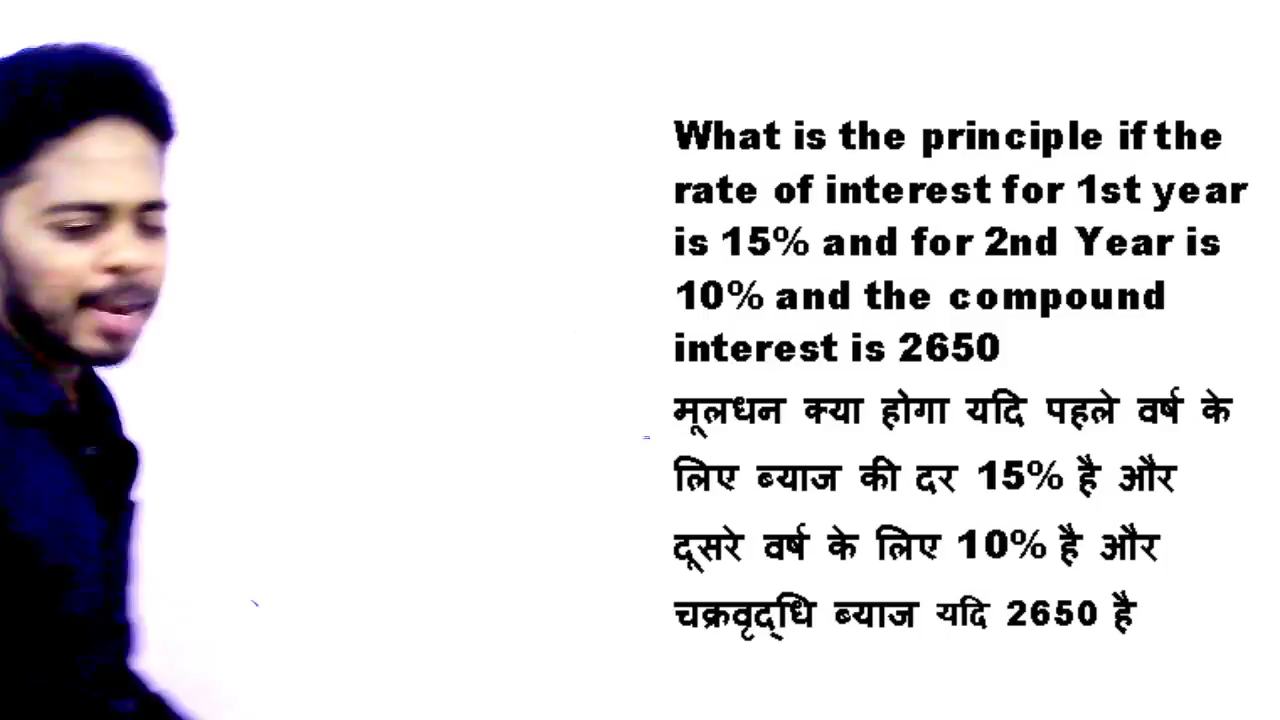 What is the principle if the
rate of interest for 1st year
is 15% and for 2nd Year is
10% and the compound
interest is 2650
मूलधन क्या होगा यदि पहले वर्ष के
लिए ब्याज की दर 15% है और
दूसरे वर्ष के लिए 10% है और
चक्रवृद्धि ब्याज यदि 2650 है